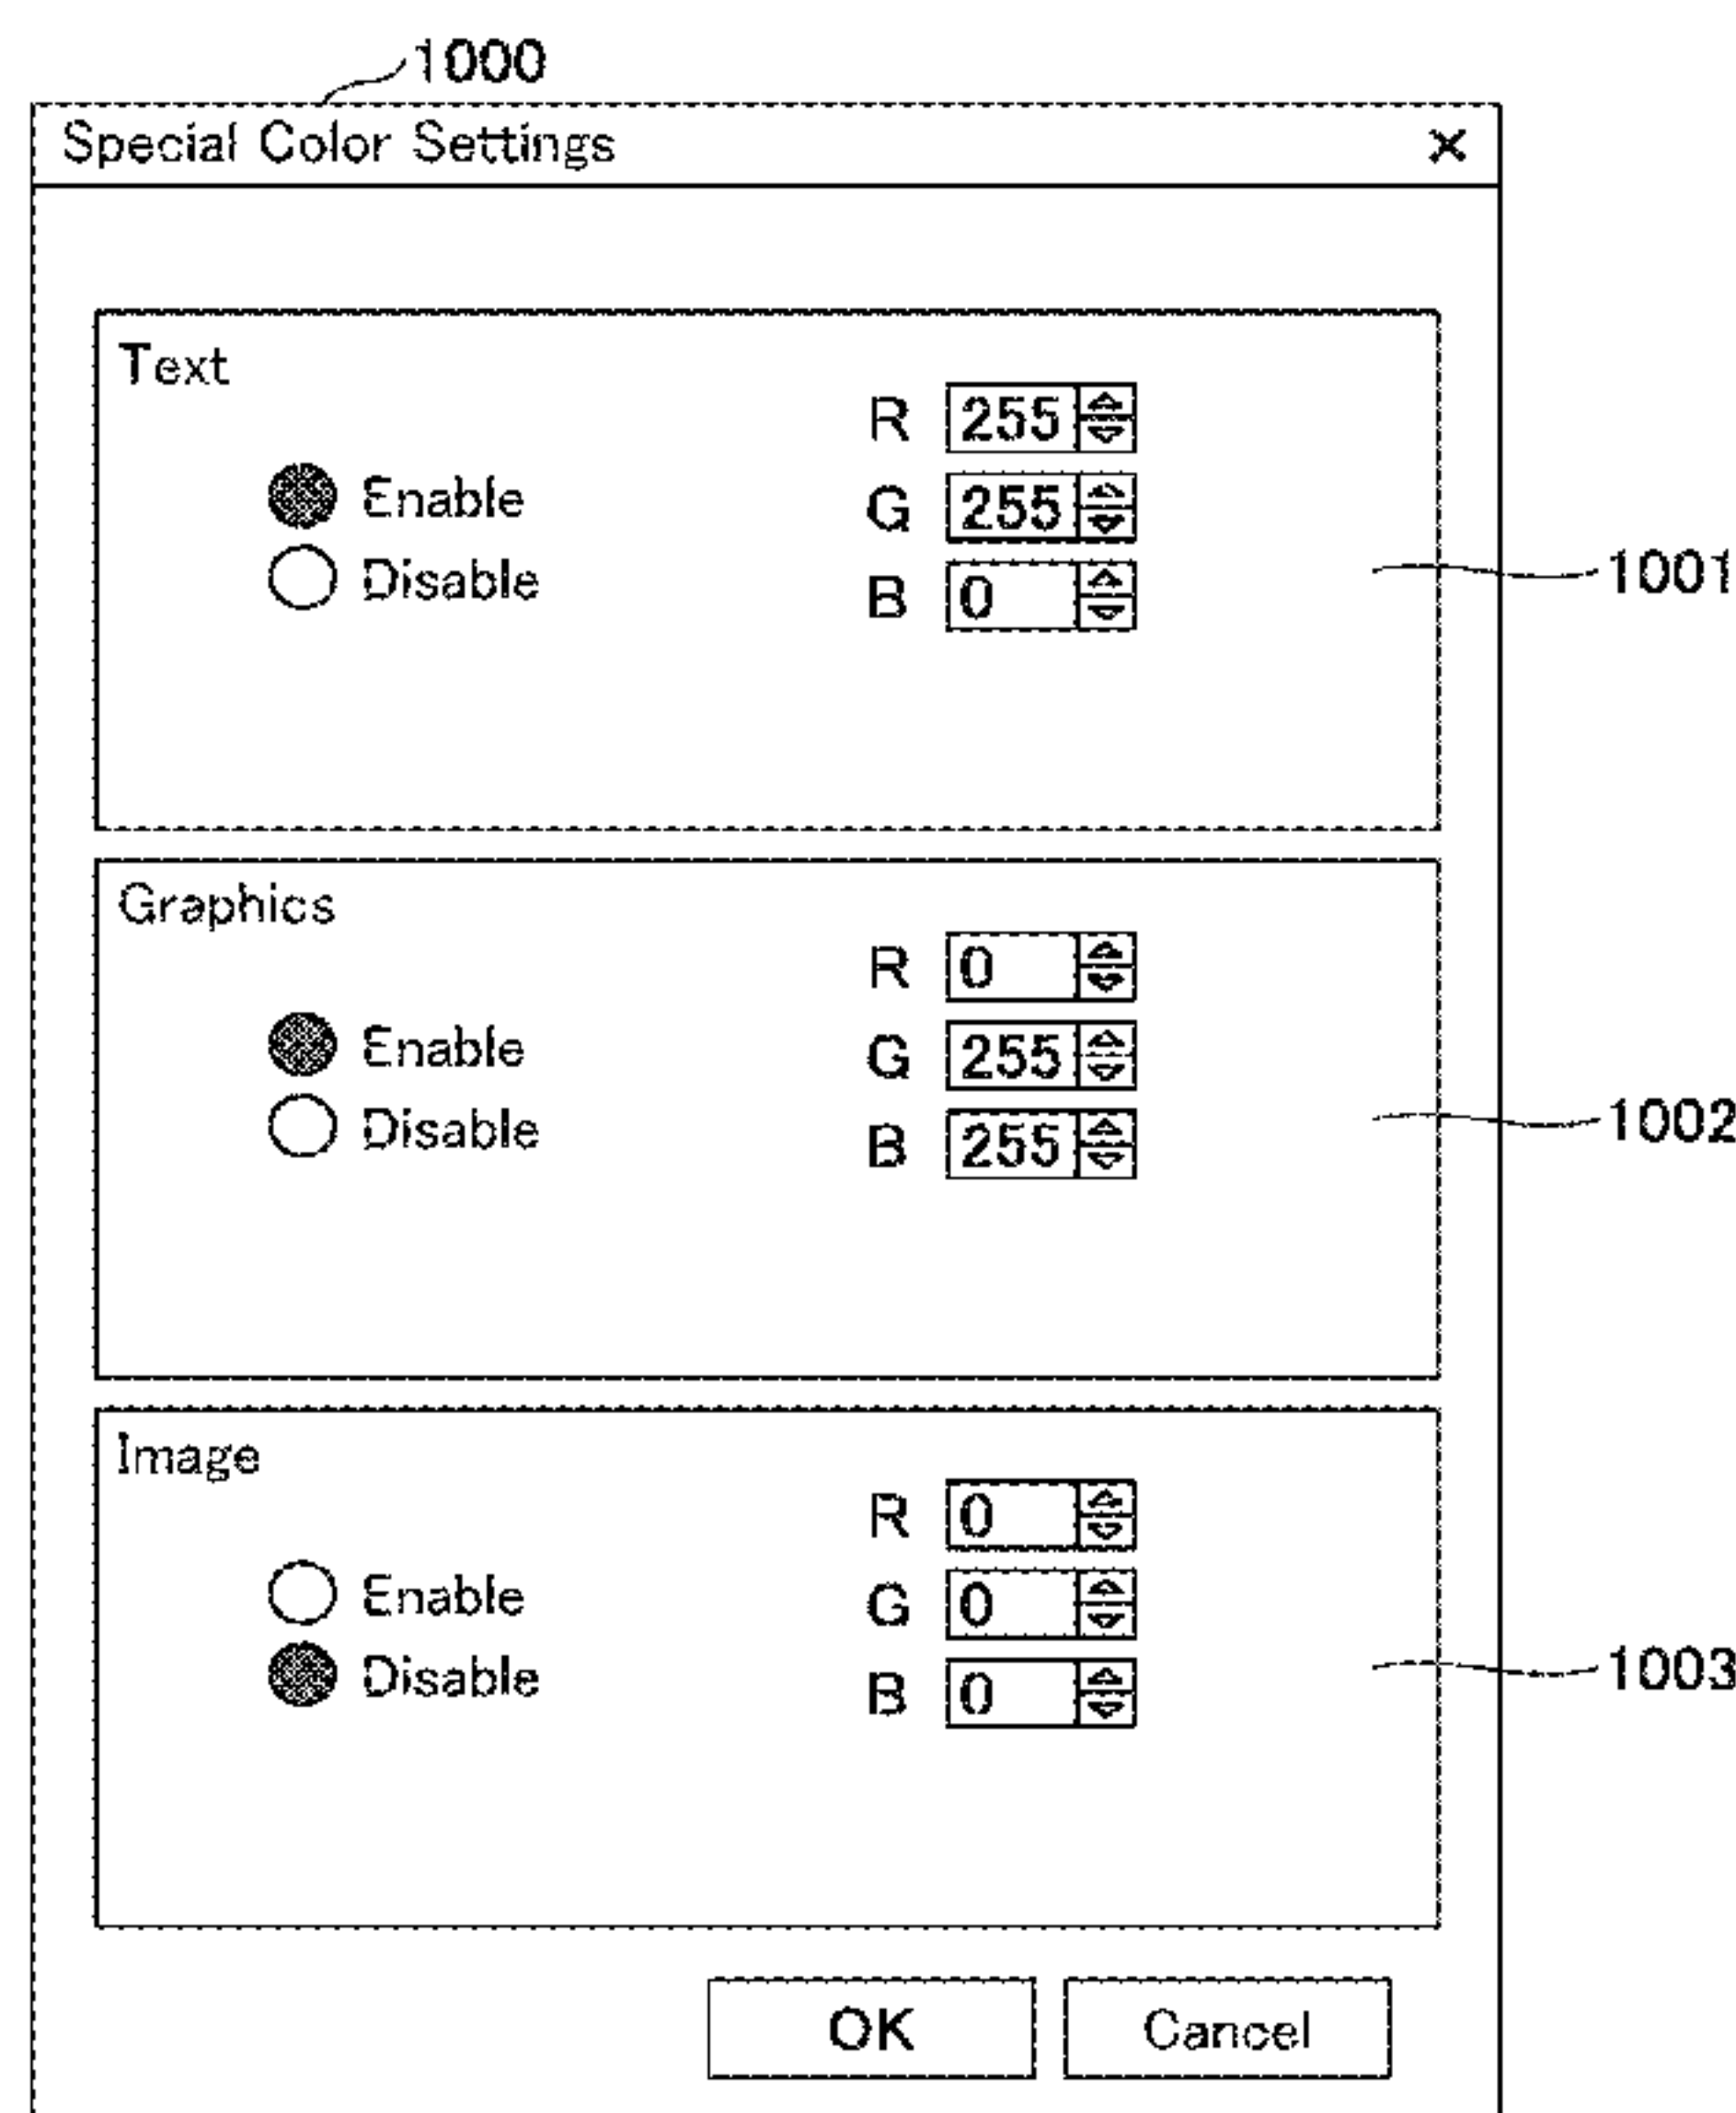 1000
Special Color Settings ×
Text
R 255
Enable
G 255
Disable
B 0
1001
Graphics
R 0
Enable
G 255
Disable
B 255
1002
Image
R 0
Enable
G 0
Disable
B 0
1003
OK Cancel